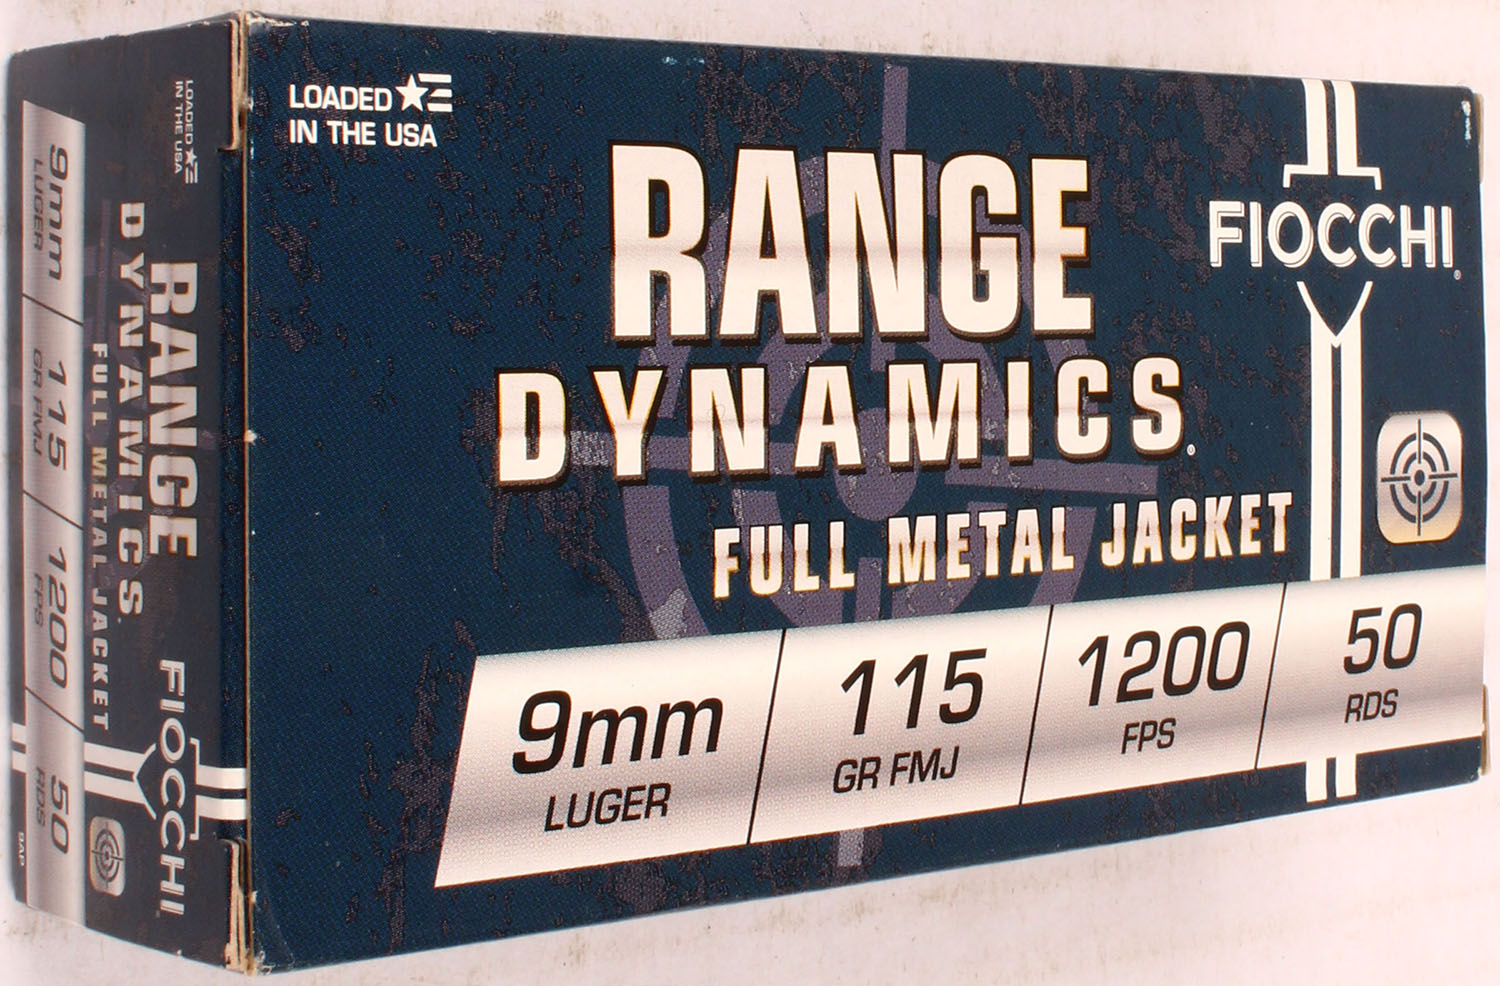 LOADED
IN THE USA
RANGE
DYNAMICS®
FULL METAL JACKET
FIOCCHI®
9mm
LUGER
115
GR FMJ
1200
FPS
50
RDS
LOADED
IN THE USA
RANGE
DYNAMICS
FULL METAL JACKET
FIOCCHI
9mm
LUGER
115
GR FMJ
1200
FPS
50
RDS
9AP